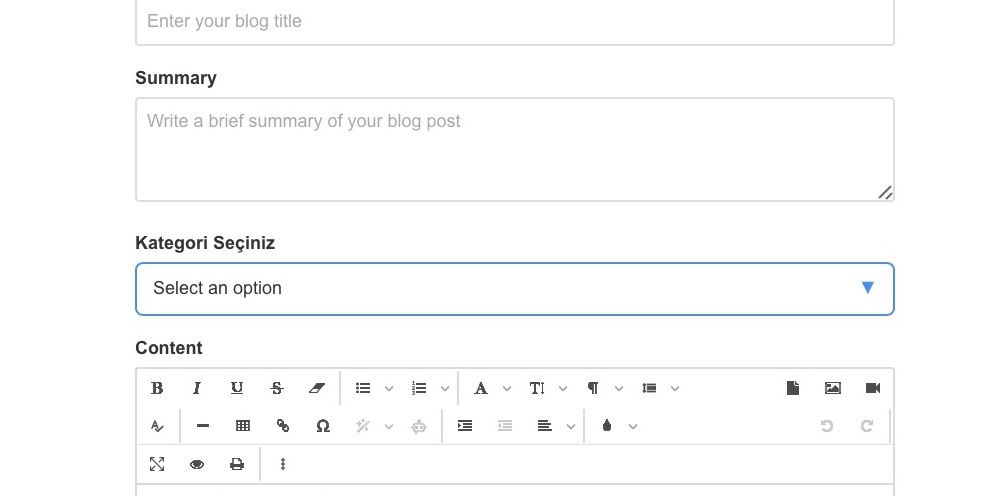 Enter your blog title
Summary
Write a brief summary of your blog post
Kategori Seçiniz
Select an option
Content